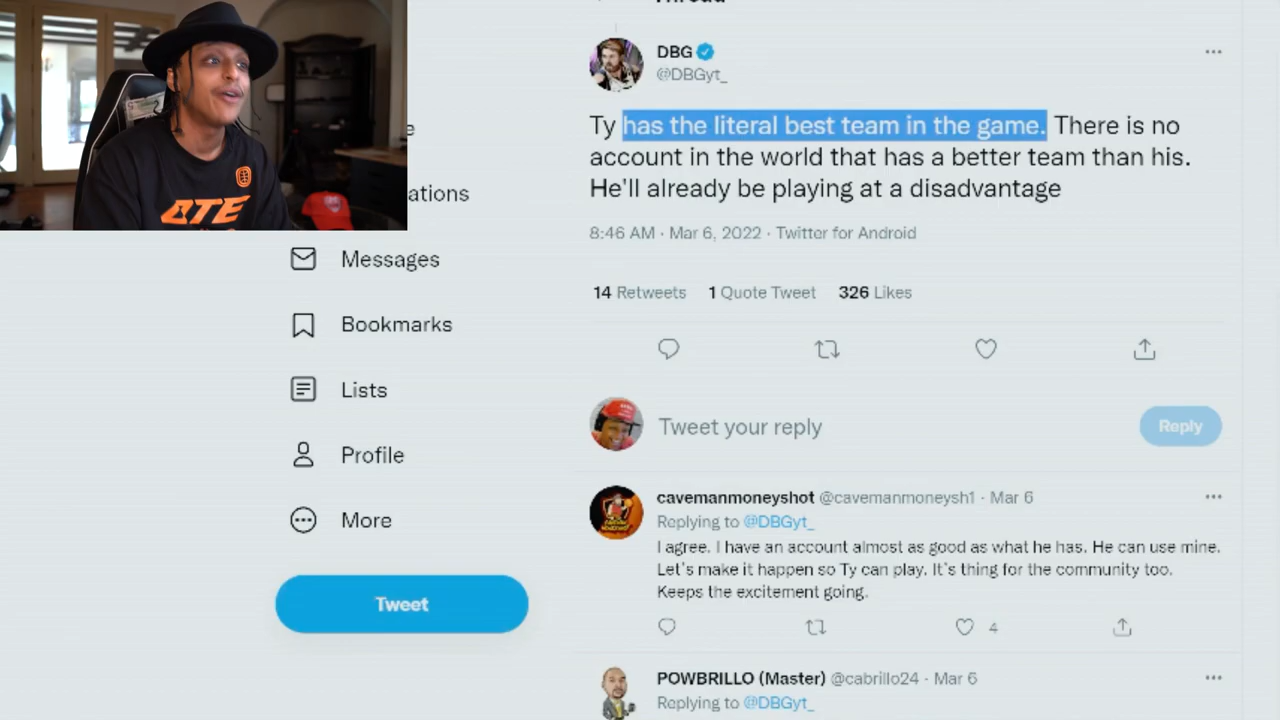 DBG
@DBGyt_
ATE
Ty has the literal best team in the game. There is no
account in the world that has a better team than his.
He'll already be playing at a disadvantage
ations
8:46 AM · Mar 6, 2022 · Twitter for Android
Messages
14 Retweets 1 Quote Tweet 326 Likes
Bookmarks
Lists
Tweet your reply
Reply
Profile
cavemanmoneyshot @cavemanmoneysh1 · Mar 6
Replying to @DBGyt_
More
I agree. I have an account almost as good as what he has. He can use mine.
Let's make it happen so Ty can play. It's thing for the community too.
Keeps the excitement going.
Tweet
4
POWBRILLO (Master) @cabrillo24 · Mar 6
Replying to @DBGyt_